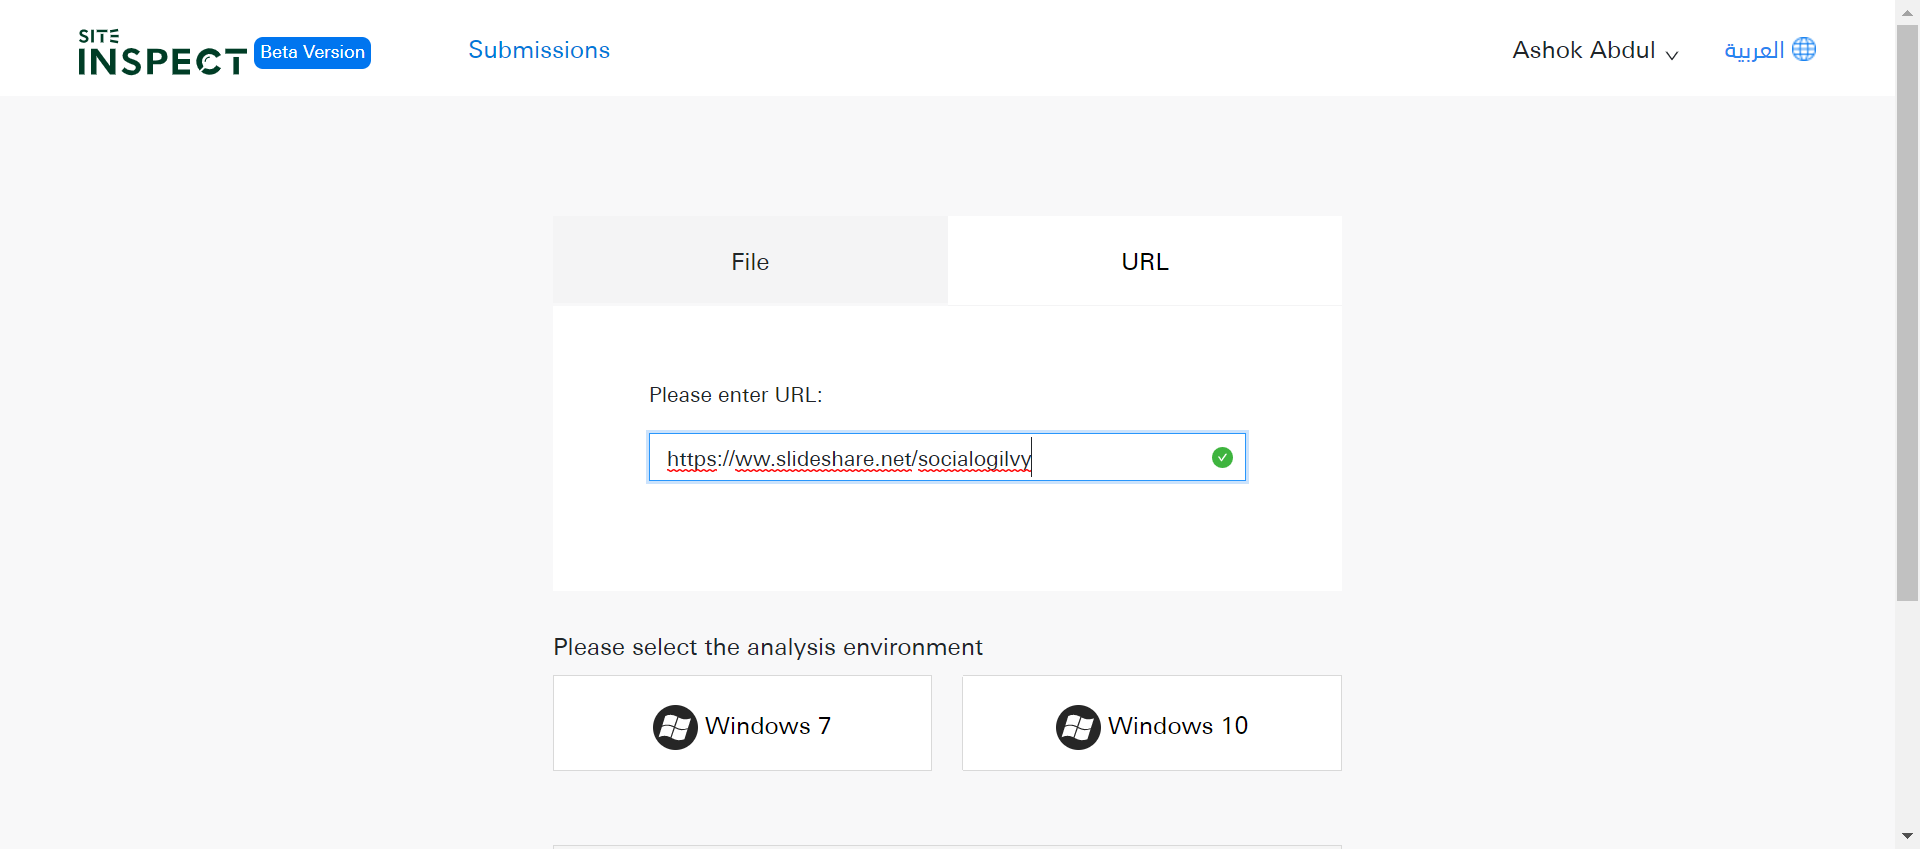 SITE
INSPECT Beta Version
Submissions
Ashok Abdul
العربية
File
URL
Please enter URL:
https://ww.slideshare.net/socialogilvy
Please select the analysis environment
Windows 7
Windows 10